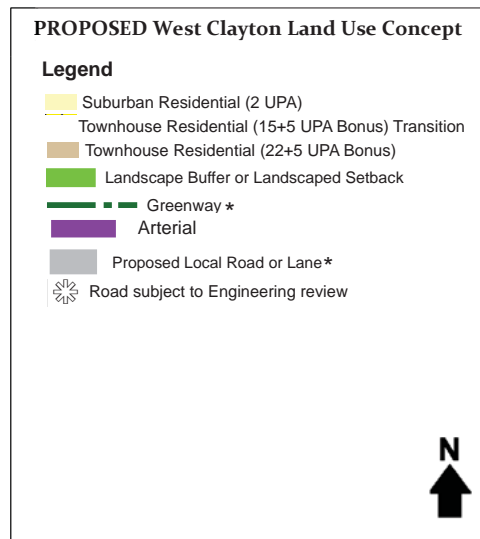 PROPOSED West Clayton Land Use Concept
Legend
Suburban Residential (2 UPA)
Townhouse Residential (15+5 UPA Bonus) Transition
Townhouse Residential (22+5 UPA Bonus)
Landscape Buffer or Landscaped Setback
Greenway *
Arterial
Proposed Local Road or Lane*
Road subject to Engineering review
N